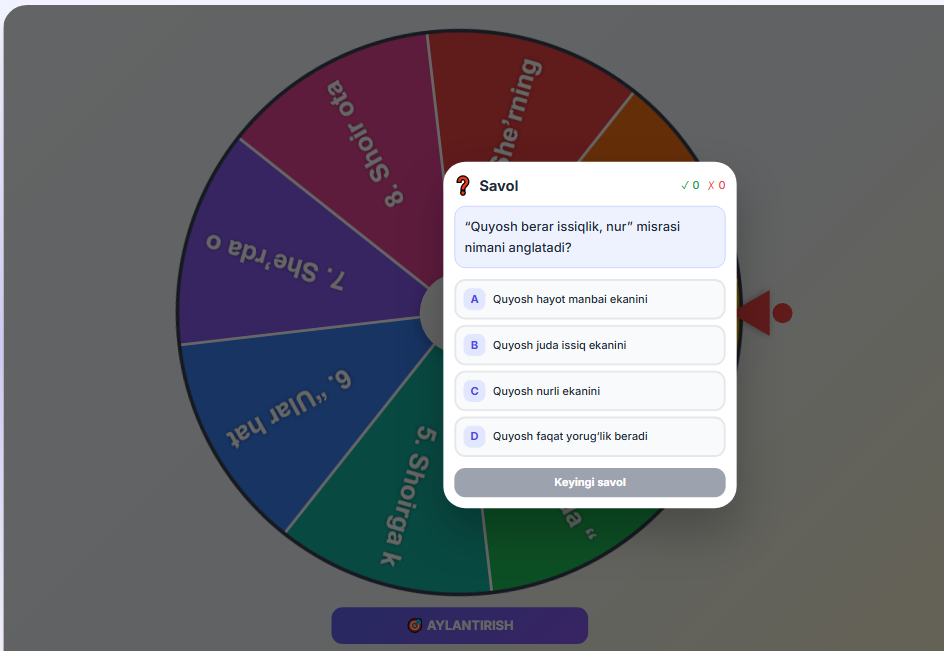 8. Shoir ota
She'rning
7. She'rda o
6. “Ular hat
5. Shoirga k
❓ Savol
✓ 0 ✗ 0
“Quyosh berar issiqlik, nur” misrasi
nimani anglatadi?
A Quyosh hayot manbai ekanini
B Quyosh juda issiq ekanini
C Quyosh nurli ekanini
D Quyosh faqat yorug‘lik beradi
Keyingi savol
🎯 AYLANTIRISH